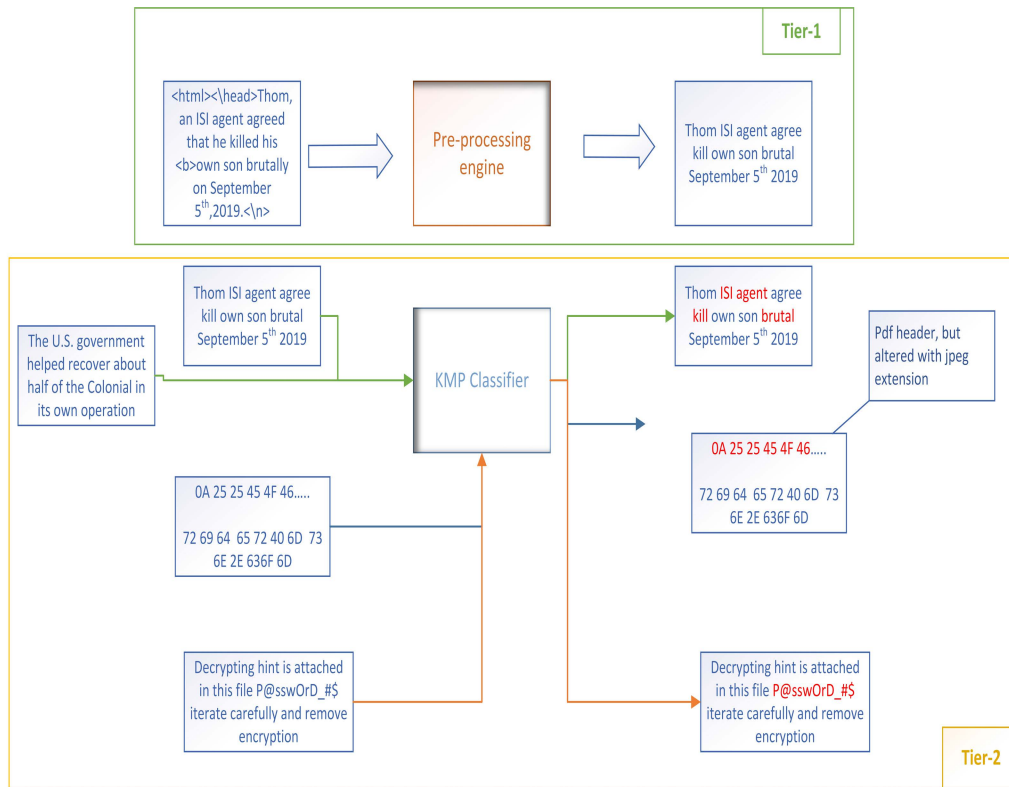 Tier-1
<html><\head>Thom,
an ISI agent agreed
that he killed his
<b>own son brutally
on September
5th,2019.<\n>
Pre-processing
engine
Thom ISI agent agree
kill own son brutal
September 5th 2019
Thom ISI agent agree
kill own son brutal
September 5th 2019
The U.S. government
helped recover about
half of the Colonial in
its own operation
KMP Classifier
Thom ISI agent agree
kill own son brutal
September 5th 2019
Pdf header, but
altered with jpeg
extension
0A 25 25 45 4F 46.....
72 69 64  65 72 40 6D  73
6E 2E 636F 6D
0A 25 25 45 4F 46.....
72 69 64  65 72 40 6D  73
6E 2E 636F 6D
Decrypting hint is attached
in this file P@sswOrD_#$
iterate carefully and remove
encryption
Decrypting hint is attached
in this file P@sswOrD_#$
iterate carefully and remove
encryption
Tier-2